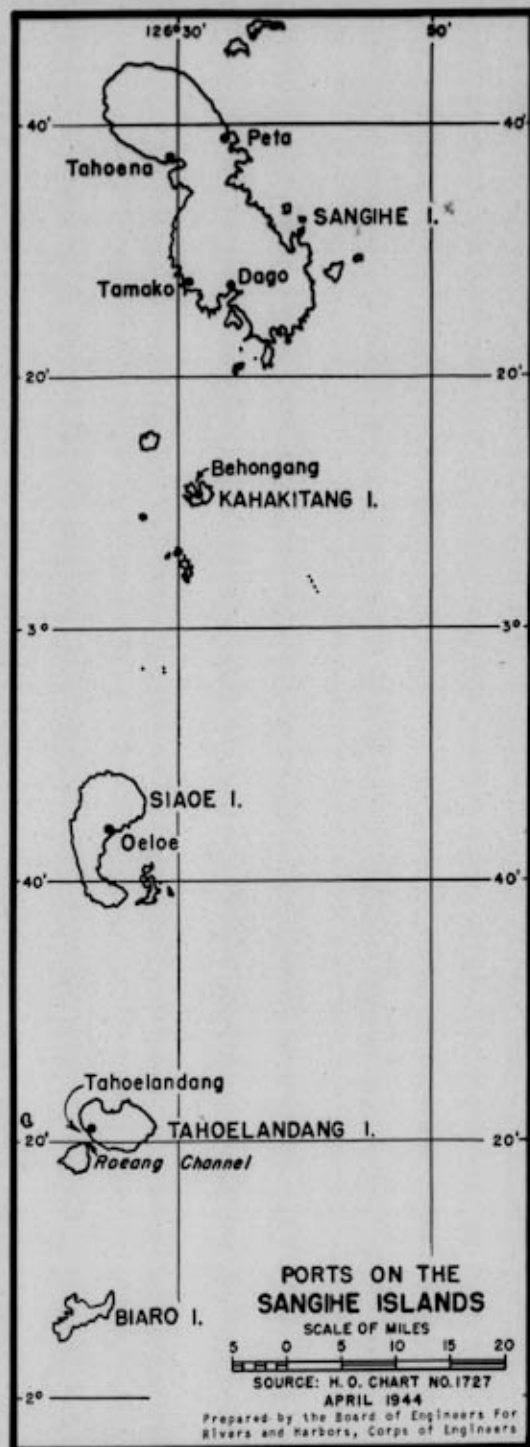 126°30' 50'
40'
Peta
Tahoena
SANGIHE I.
Dago
Tamako
20' 20'
Behongang
KAHAKITANG I.
3° 3°
SIAOE I.
Oeloe
40' 40'
Tahoelandang
TAHOELANDANG I.
20' 20'
Roeang Channel
BIARO I.
PORTS ON THE
SANGIHE ISLANDS
SCALE OF MILES
5 0 5 10 15 20
SOURCE: H. O. CHART NO. 1727
APRIL 1944
2°
Prepared by the Board of Engineers For
Rivers and Harbors, Corps of Engineers